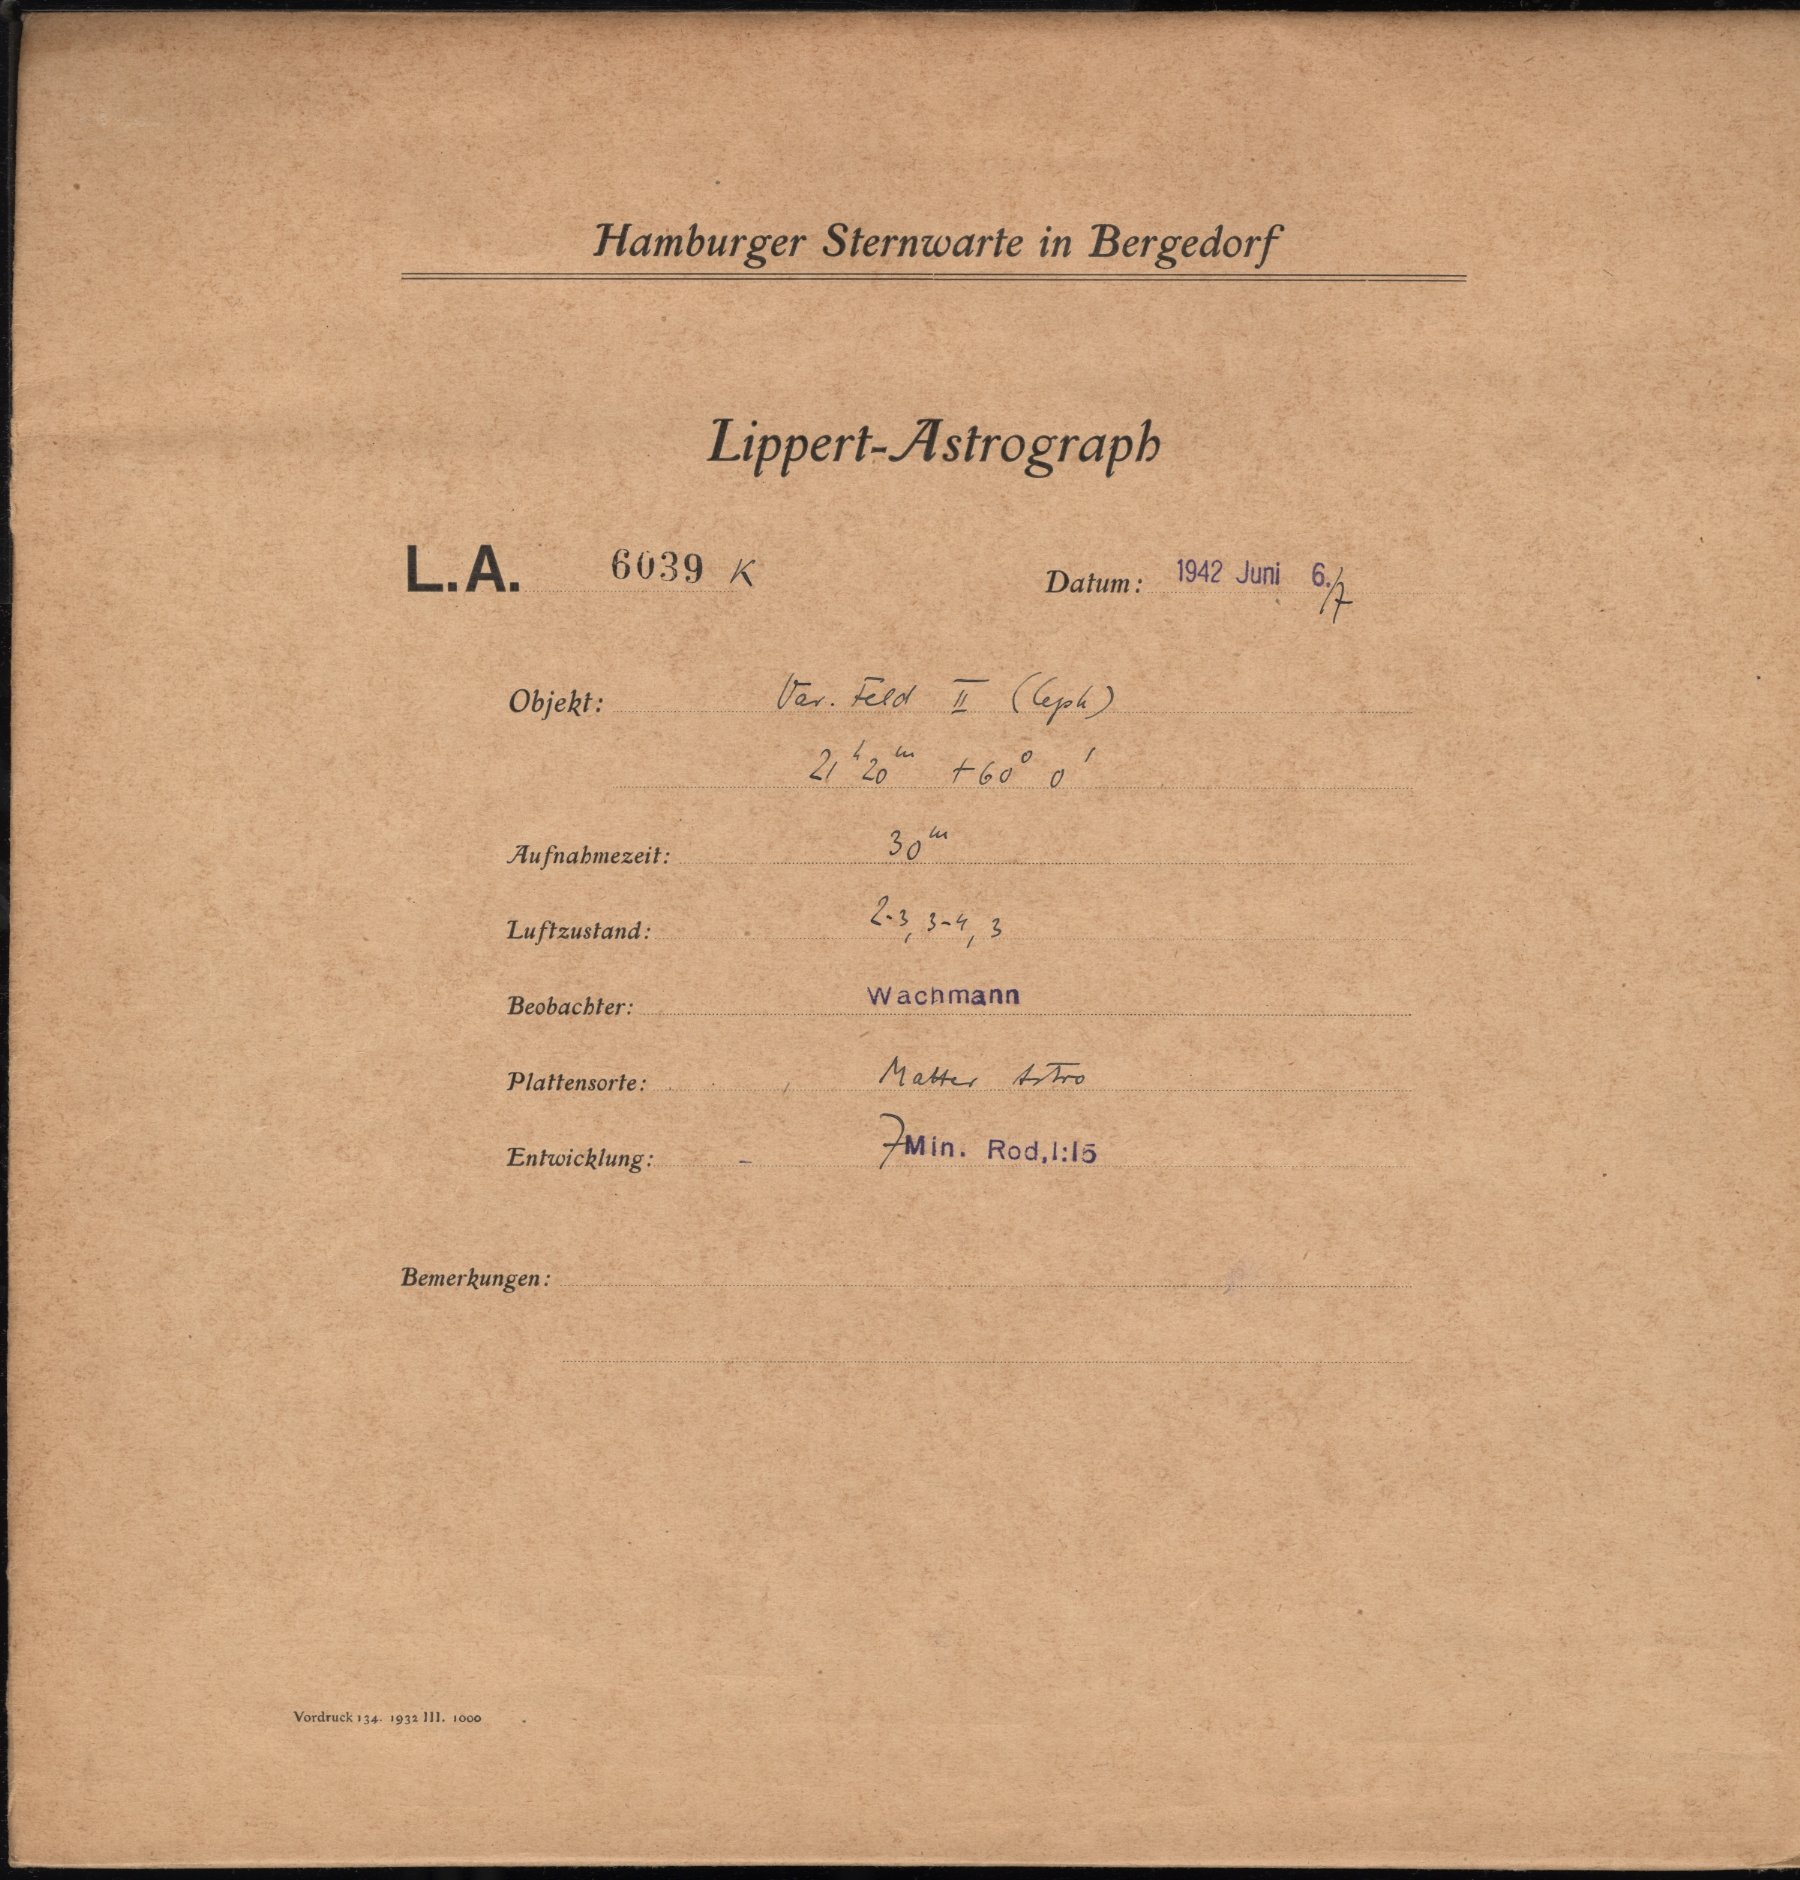 Hamburger Sternwarte in Bergedorf
Lippert-Astrograph
L.A. 6039 K Datum: 1942 Juni 6./7
Objekt: Var. Feld II (Ceph)
21h 20m +60° 0'
Aufnahmezeit: 30m
Luftzustand: 2-3, 3-4, 3
Beobachter: Wachmann
Plattensorte: Matter Astro
Entwicklung: 7 Min. Rod, 1:15
Bemerkungen:
Vordruck 134. 1932 III. 1000